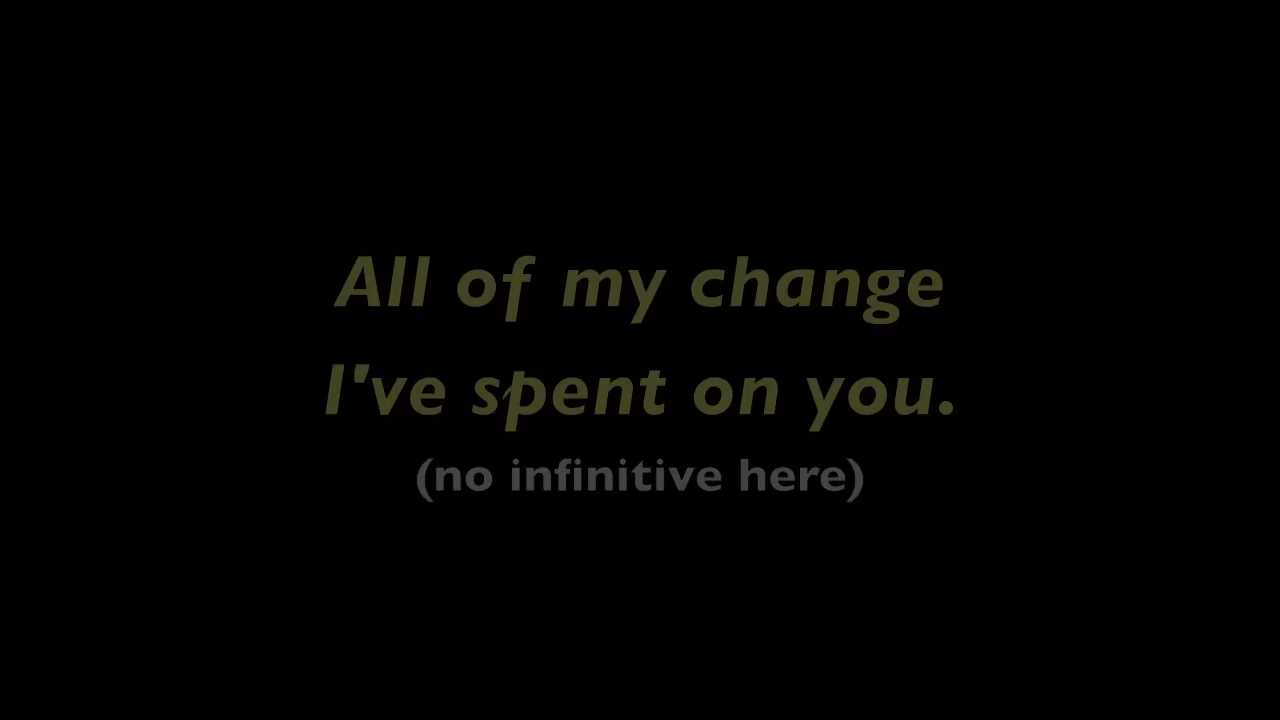 All of my change
I've spent on you.
(no infinitive here)